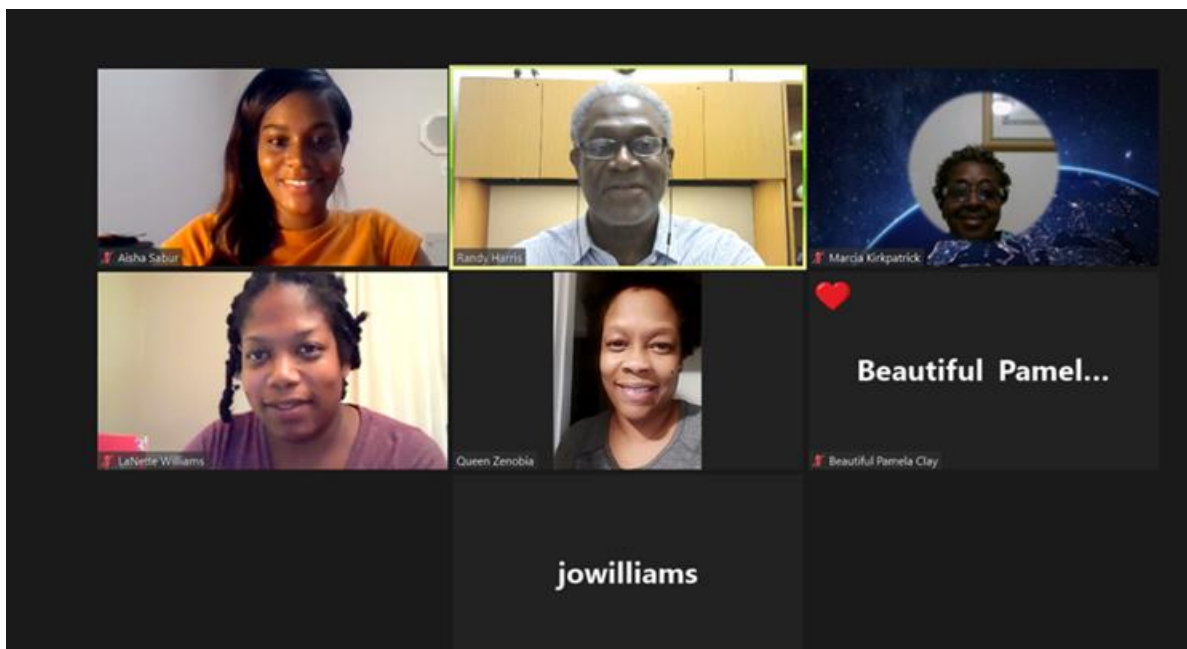 Aisha Sabur
Randy Harris
Marcia Kirkpatrick
LaNette Williams
Queen Zenobia
Beautiful Pamel...
Beautiful Pamela Clay
jowilliams